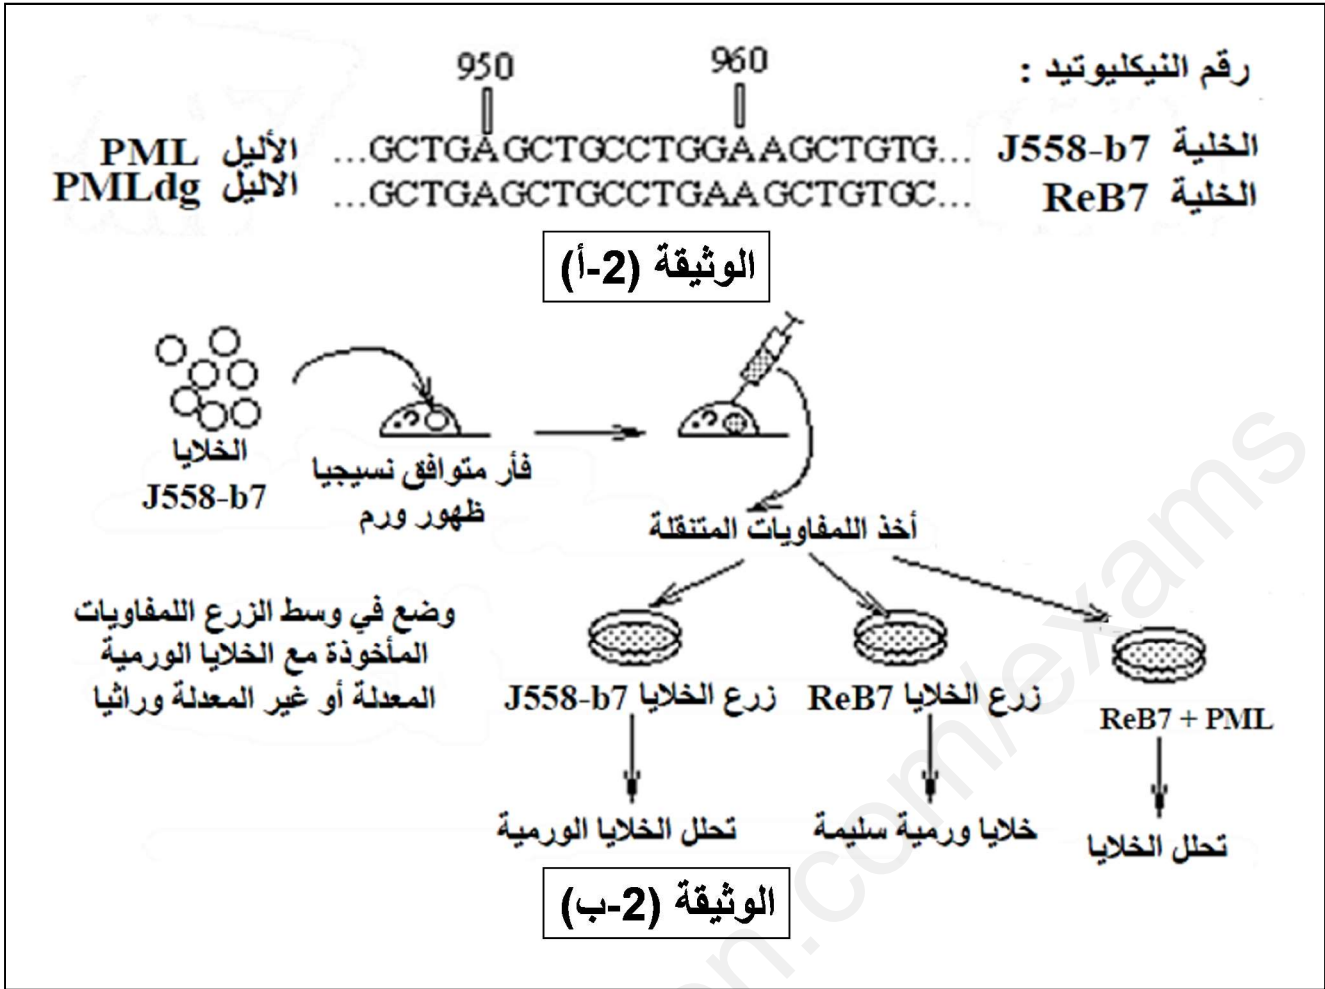 رقم النيكليوتيد : 950 960
الخلية J558-b7 ...GCTGAGCTGCCTGGAAGCTGTG... الأليل PML
الخلية ReB7 ...GCTGAGCTGCCTGAAGCTGTGC... الاليل PMLdg
الوثيقة (2-أ)
الخلايا
J558-b7
فأر متوافق نسيجيا
ظهور ورم
أخذ اللمفاويات المتنقلة
وضع في وسط الزرع اللمفاويات
المأخوذة مع الخلايا الورمية
المعدلة أو غير المعدلة وراثيا
زرع الخلايا J558-b7
زرع الخلايا ReB7
ReB7 + PML
تحلل الخلايا الورمية
خلايا ورمية سليمة
تحلل الخلايا
الوثيقة (2-ب)
n.com/exams